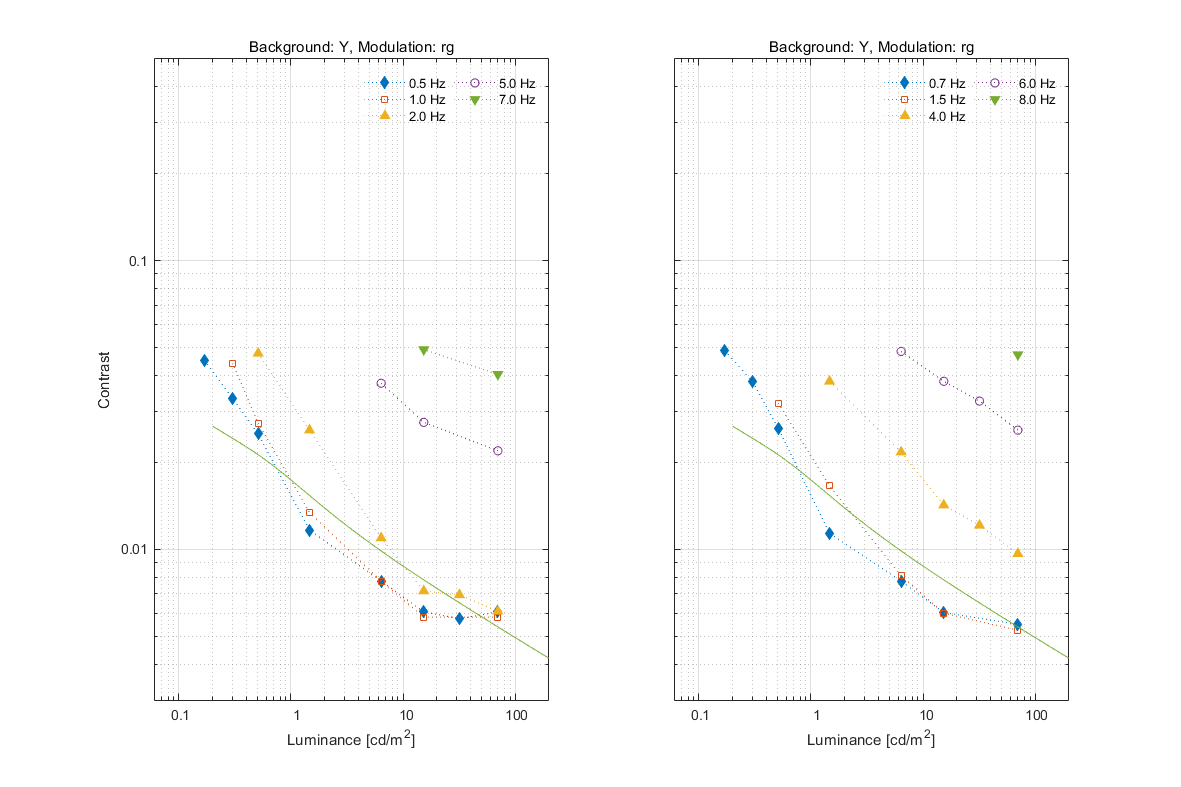 Background: Y, Modulation: rg
0.5 Hz
1.0 Hz
2.0 Hz
5.0 Hz
7.0 Hz
0.1
0.01
Contrast
0.1 1 10 100
Luminance [cd/m²]
Background: Y, Modulation: rg
0.7 Hz
1.5 Hz
4.0 Hz
6.0 Hz
8.0 Hz
0.1 1 10 100
Luminance [cd/m²]